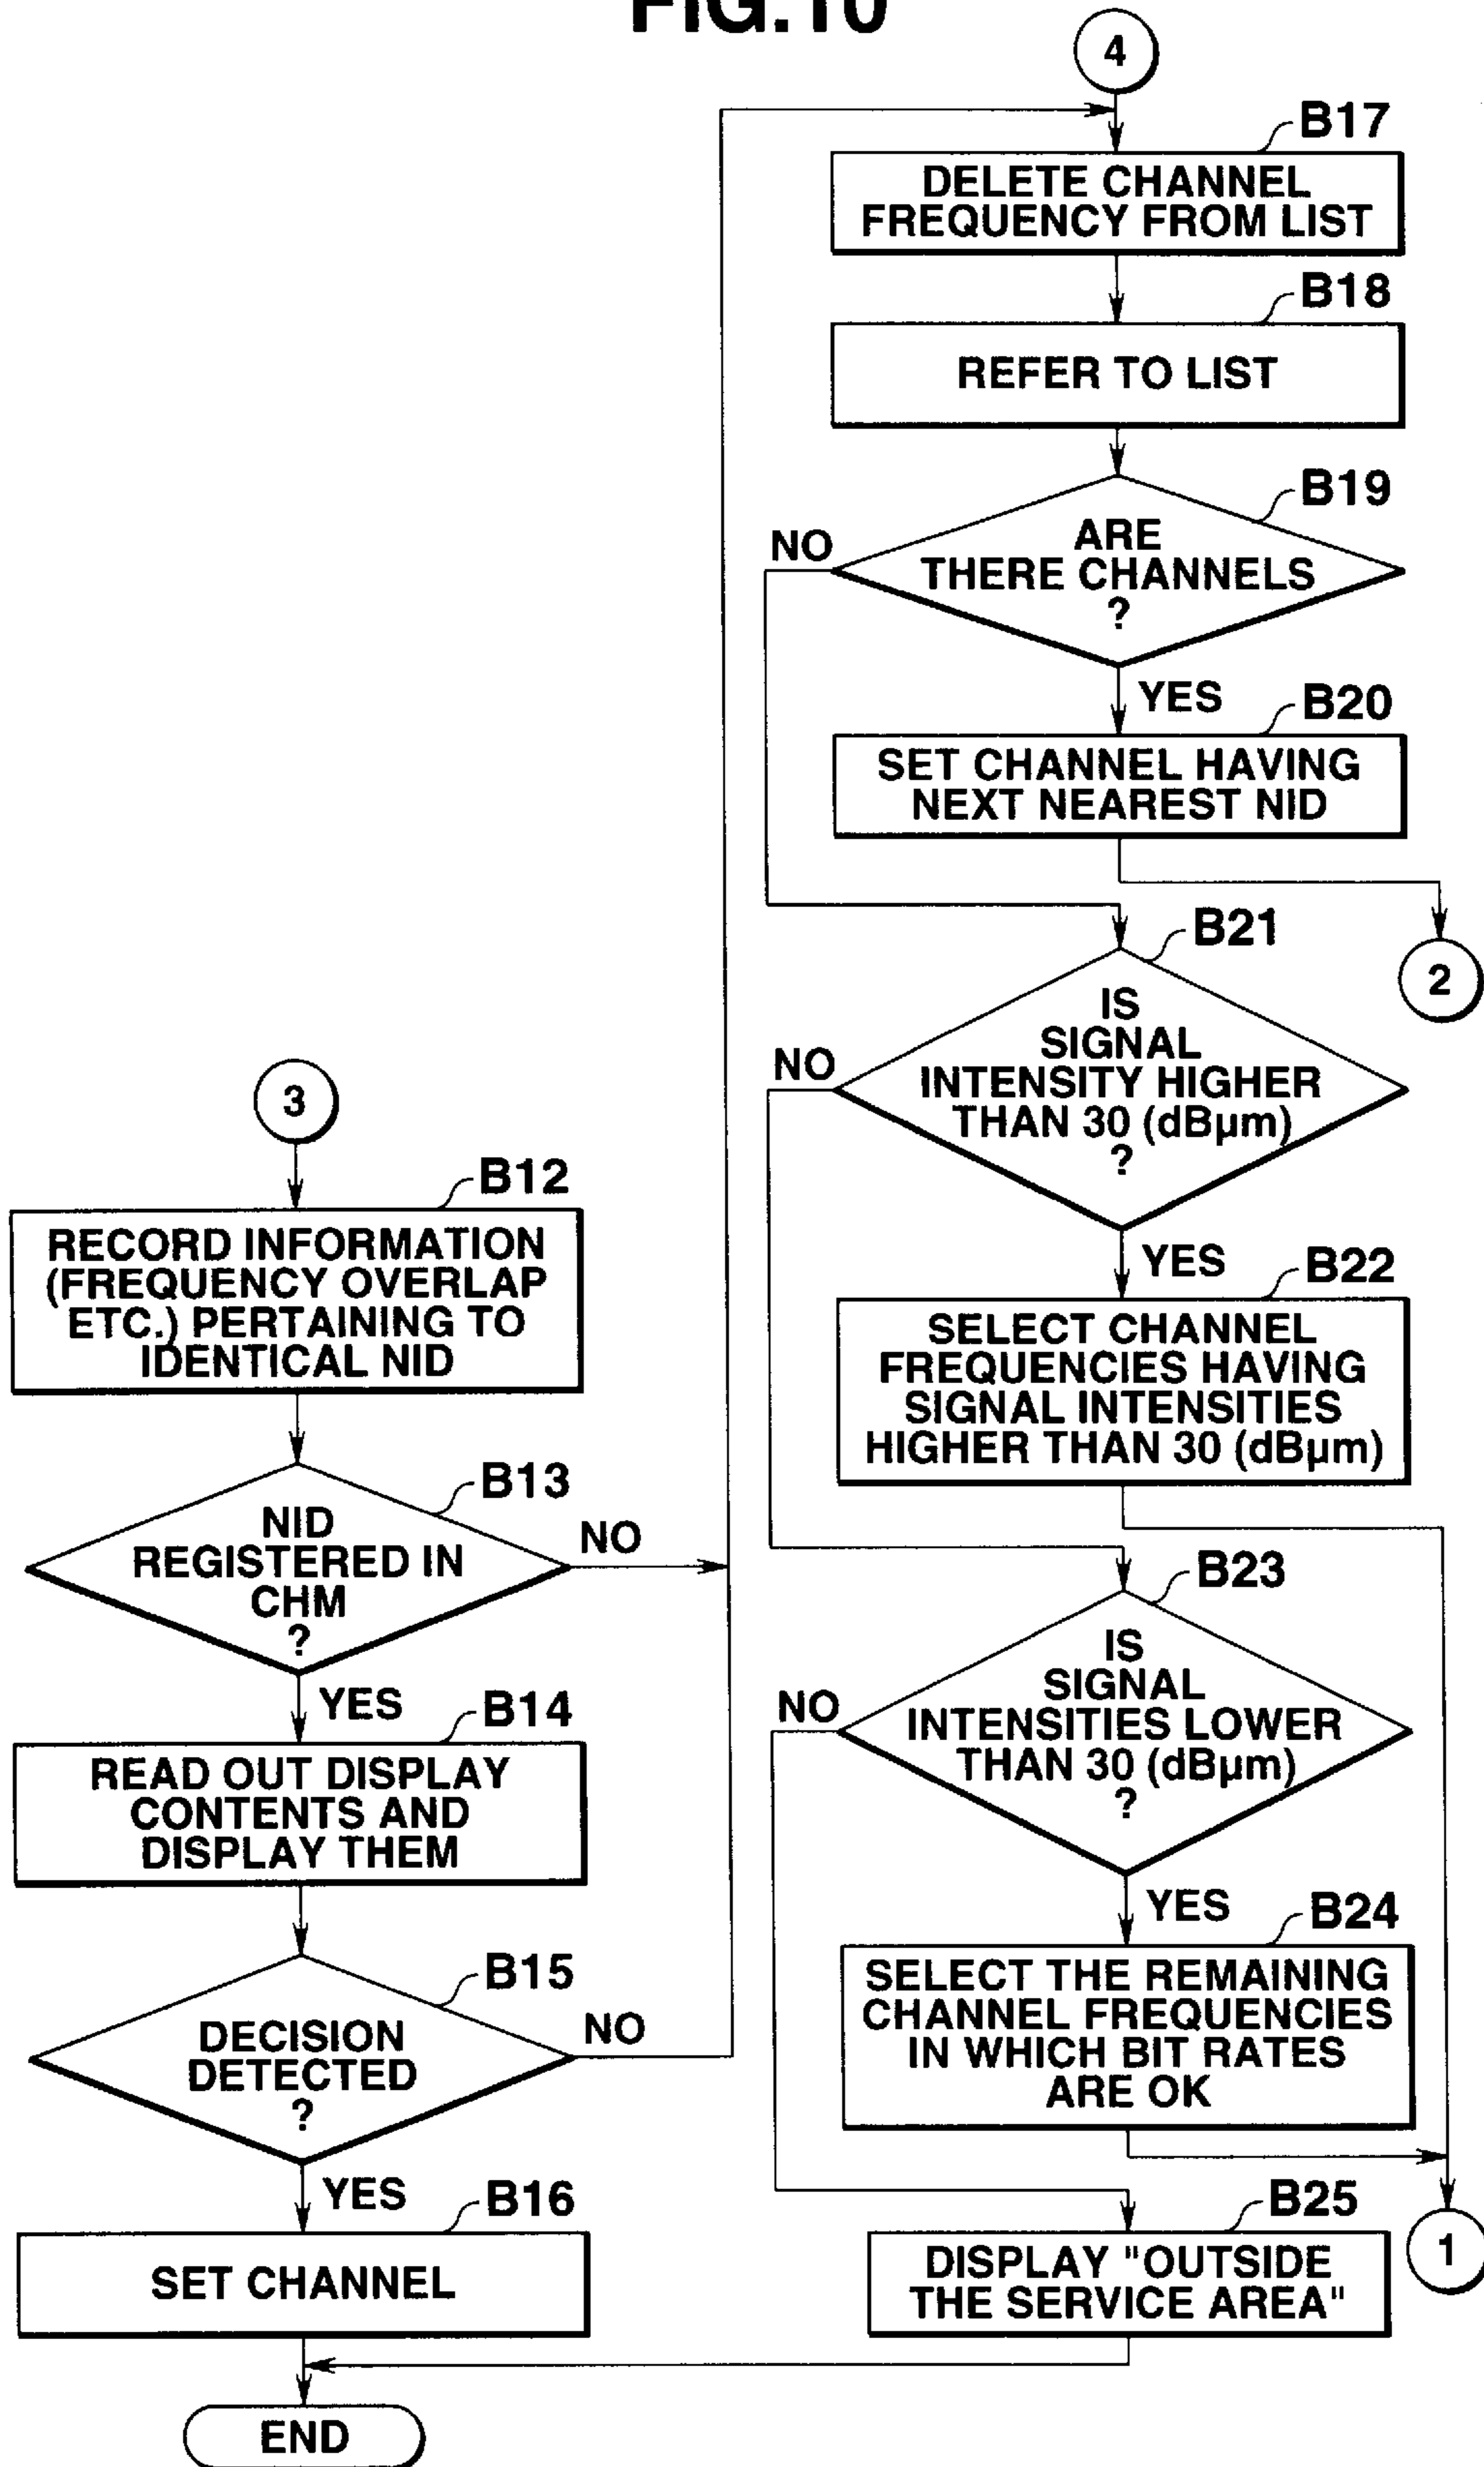 FIG.10
4
B17
DELETE CHANNEL
FREQUENCY FROM LIST
B18
REFER TO LIST
B19
ARE
THERE CHANNELS
?
NO
YES
B20
SET CHANNEL HAVING
NEXT NEAREST NID
2
B21
IS
SIGNAL
INTENSITY HIGHER
THAN 30 (dBμm)
?
NO
YES
B22
SELECT CHANNEL
FREQUENCIES HAVING
SIGNAL INTENSITIES
HIGHER THAN 30 (dBμm)
B23
IS
SIGNAL
INTENSITIES LOWER
THAN 30 (dBμm)
?
NO
YES
B24
SELECT THE REMAINING
CHANNEL FREQUENCIES
IN WHICH BIT RATES
ARE OK
1
B25
DISPLAY "OUTSIDE
THE SERVICE AREA"
3
B12
RECORD INFORMATION
(FREQUENCY OVERLAP
ETC.) PERTAINING TO
IDENTICAL NID
B13
NID
REGISTERED IN
CHM
?
NO
YES
B14
READ OUT DISPLAY
CONTENTS AND
DISPLAY THEM
B15
DECISION
DETECTED
?
NO
YES
B16
SET CHANNEL
END